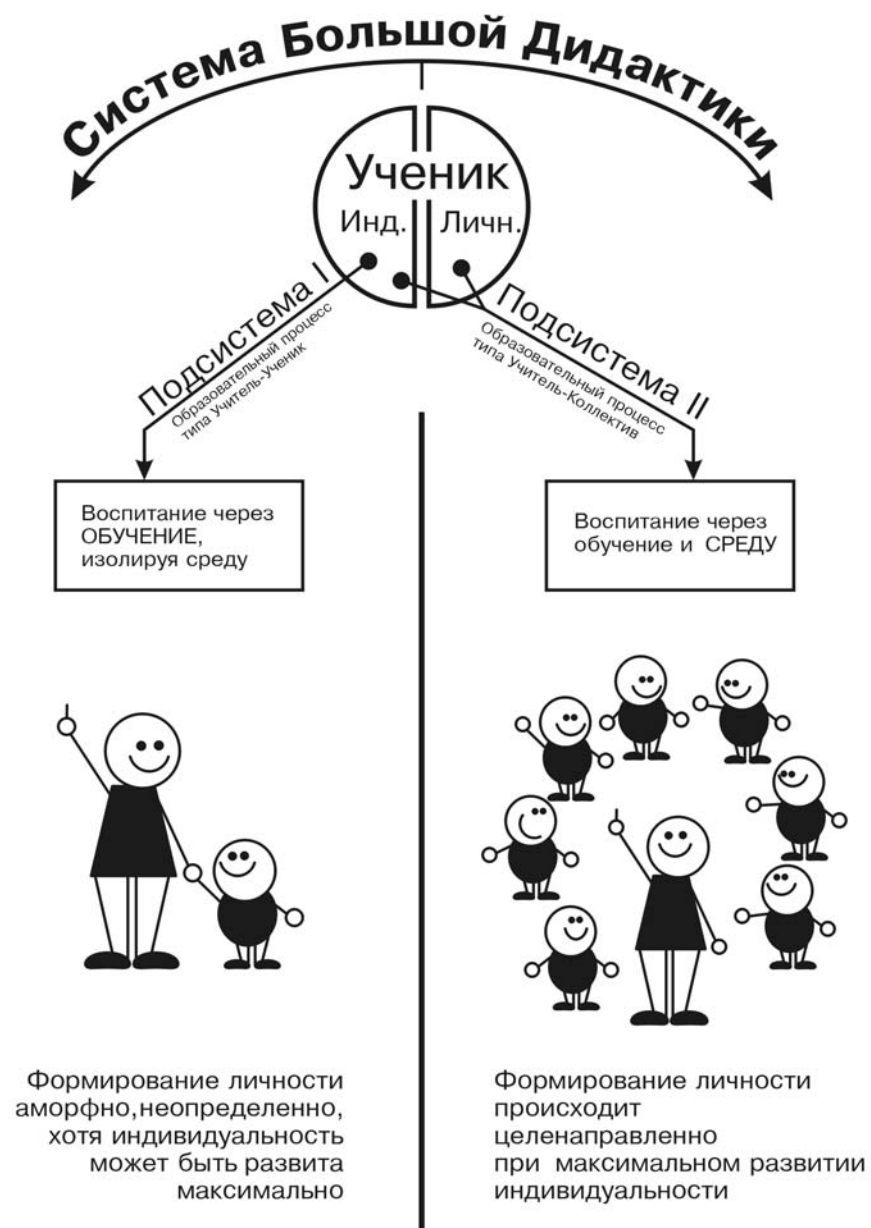 Система Большой Дидактики
Ученик
Инд. Личн.
Подсистема I
Образовательный процесс
типа Учитель-Ученик
Подсистема II
Образовательный процесс
типа Учитель-Коллектив
Воспитание через
ОБУЧЕНИЕ,
изолируя среду
Воспитание через
обучение и СРЕДУ
Формирование личности
аморфно,неопределенно,
хотя индивидуальность
может быть развита
максимально
Формирование личности
происходит
целенаправленно
при максимальном развитии
индивидуальности